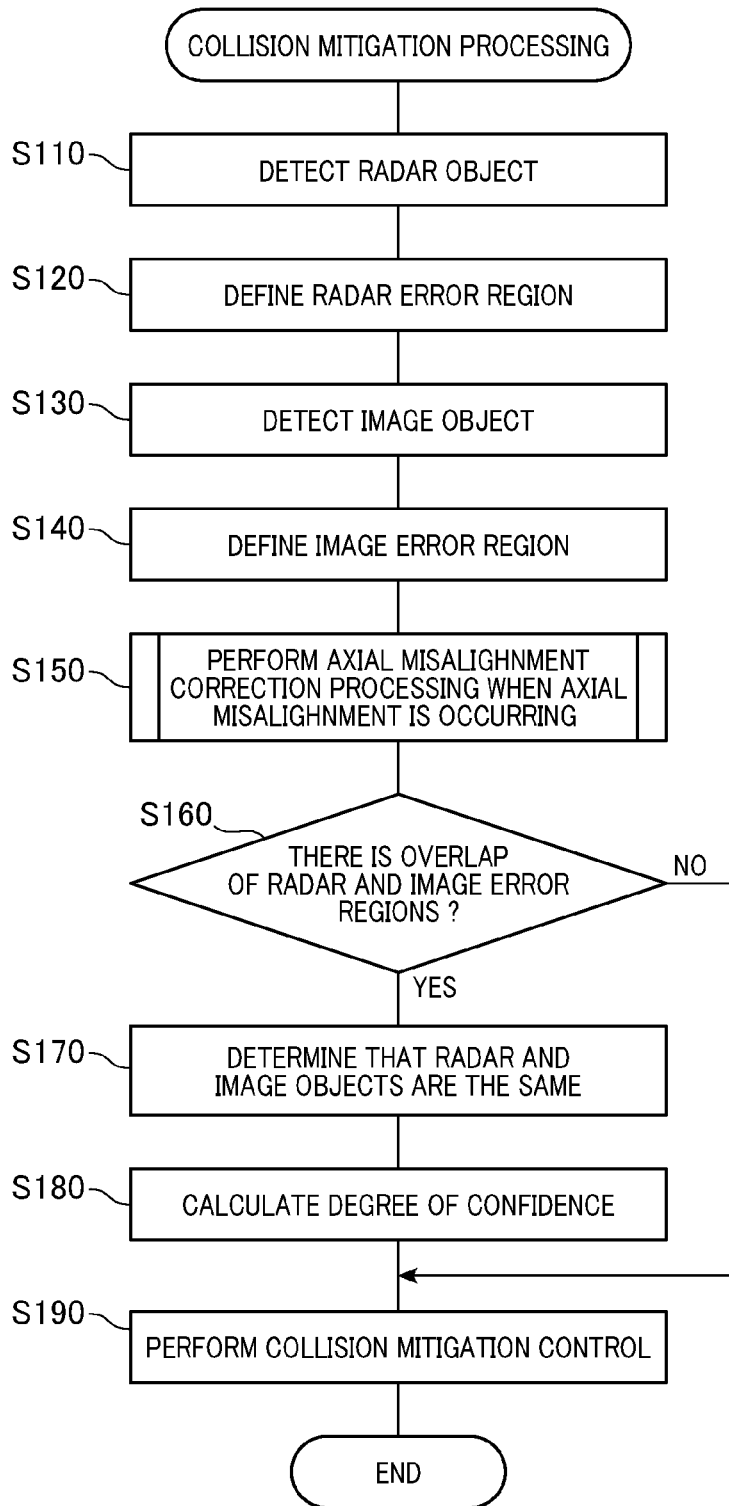 COLLISION MITIGATION PROCESSING
S110
DETECT RADAR OBJECT
S120
DEFINE RADAR ERROR REGION
S130
DETECT IMAGE OBJECT
S140
DEFINE IMAGE ERROR REGION
S150
PERFORM AXIAL MISALIGHNMENT
CORRECTION PROCESSING WHEN AXIAL
MISALIGHNMENT IS OCCURRING
S160
THERE IS OVERLAP
OF RADAR AND IMAGE ERROR
REGIONS ?
NO
YES
S170
DETERMINE THAT RADAR AND
IMAGE OBJECTS ARE THE SAME
S180
CALCULATE DEGREE OF CONFIDENCE
S190
PERFORM COLLISION MITIGATION CONTROL
END